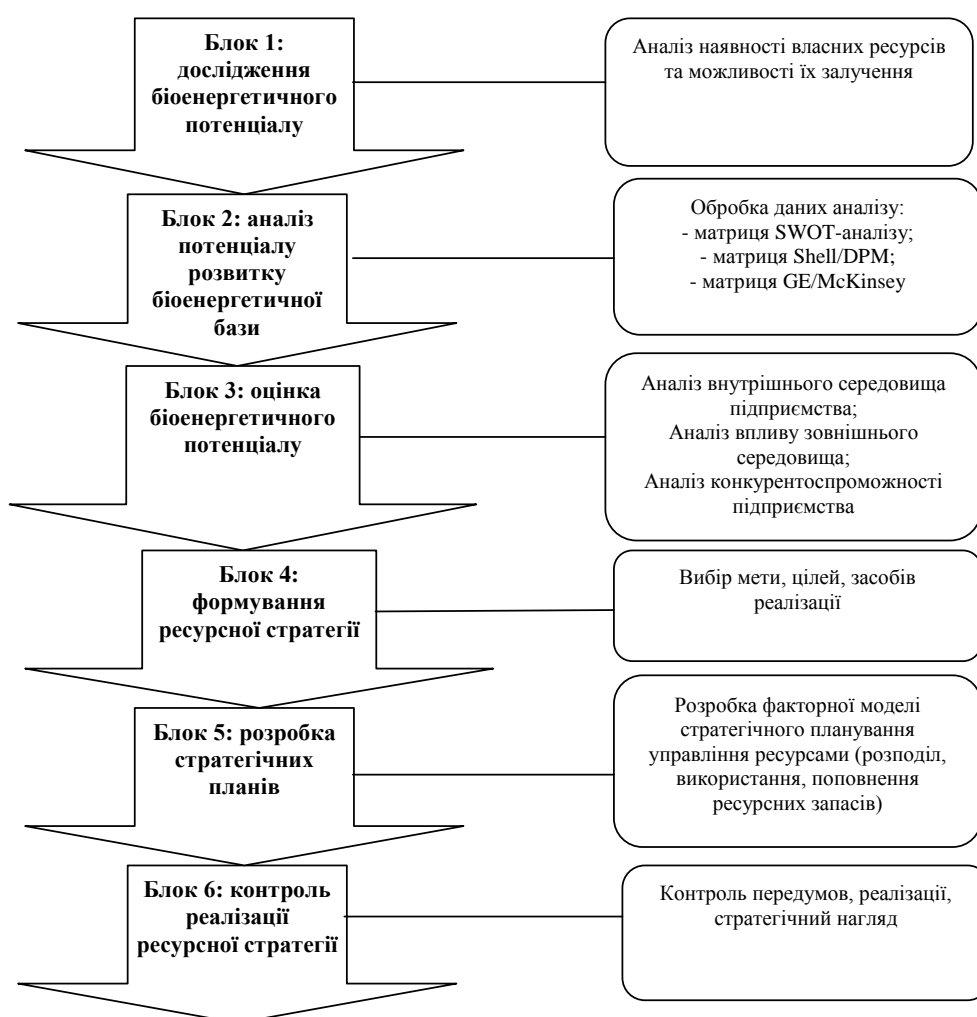 Блок 1:
дослідження
біоенергетичного
потенціалу
Аналіз наявності власних ресурсів
та можливості їх залучення
Блок 2: аналіз
потенціалу
розвитку
біоенергетичної
бази
Обробка даних аналізу:
- матриця SWOT-аналізу;
- матриця Shell/DPM;
- матриця GE/McKinsey
Блок 3: оцінка
біоенергетичного
потенціалу
Аналіз внутрішнього середовища
підприємства;
Аналіз впливу зовнішнього
середовища;
Аналіз конкурентоспроможності
підприємства
Блок 4:
формування
ресурсної стратегії
Вибір мети, цілей, засобів
реалізації
Блок 5: розробка
стратегічних
планів
Розробка факторної моделі
стратегічного планування
управління ресурсами (розподіл,
використання, поповнення
ресурсних запасів)
Блок 6: контроль
реалізації
ресурсної стратегії
Контроль передумов, реалізації,
стратегічний нагляд